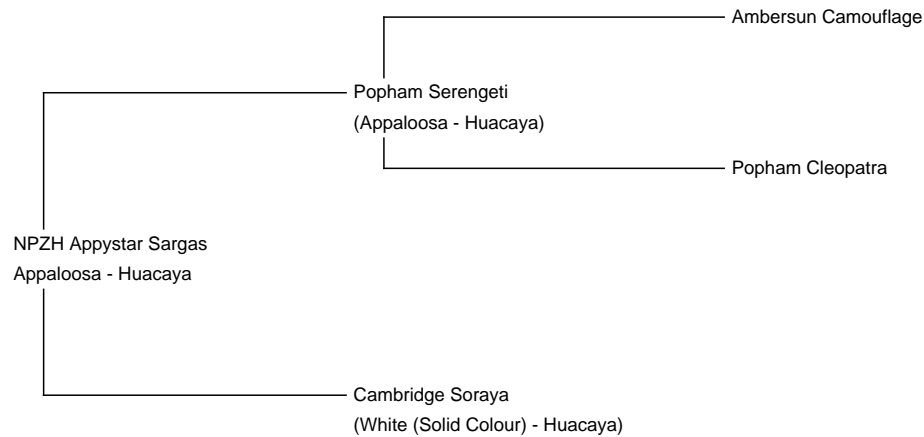 Ambersun Camouflage
Popham Serengeti
(Appaloosa - Huacaya)
Popham Cleopatra
NPZH Appystar Sargas
Appaloosa - Huacaya
Cambridge Soraya
(White (Solid Colour) - Huacaya)